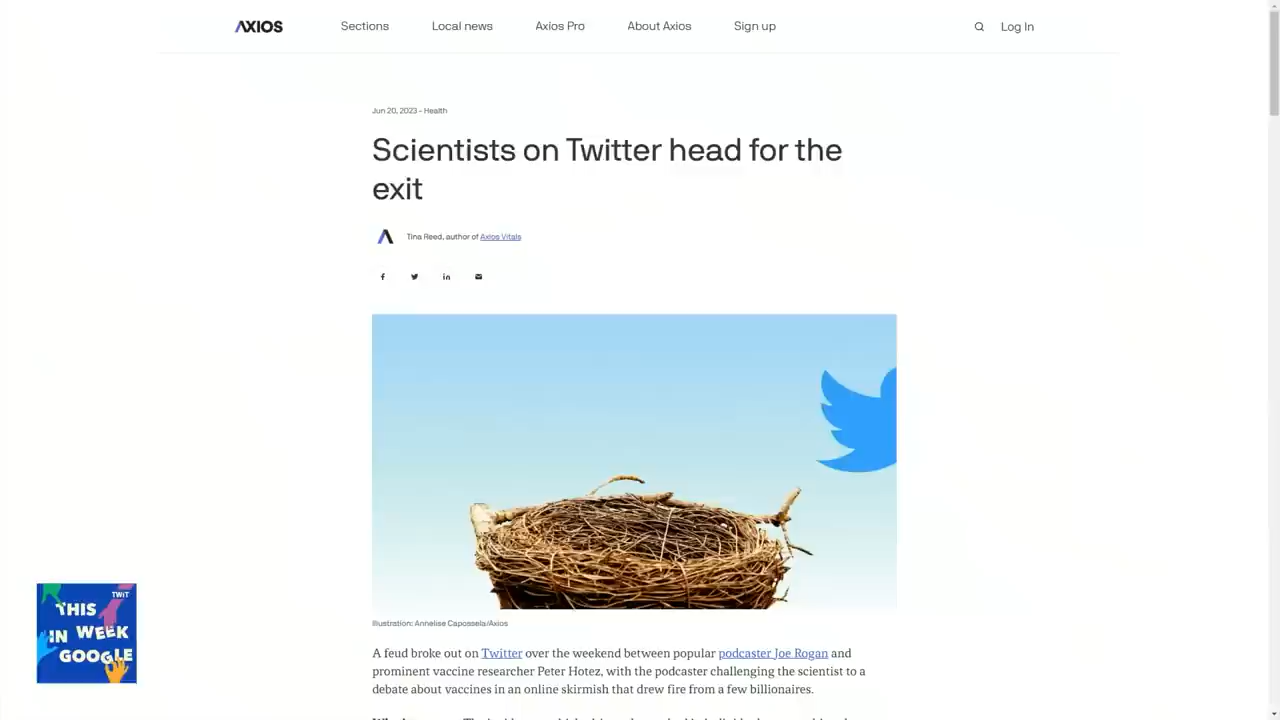 AXIOS
Sections
Local news
Axios Pro
About Axios
Sign up
Log In
Jun 20, 2023 - Health
Scientists on Twitter head for the
exit
Tina Reed, author of Axios Vitals
Illustration: Annelise Capossela/Axios
A feud broke out on Twitter over the weekend between popular podcaster Joe Rogan and
prominent vaccine researcher Peter Hotez, with the podcaster challenging the scientist to a
debate about vaccines in an online skirmish that drew fire from a few billionaires.
TWiT
THIS
IN WEEK
GOOGLE